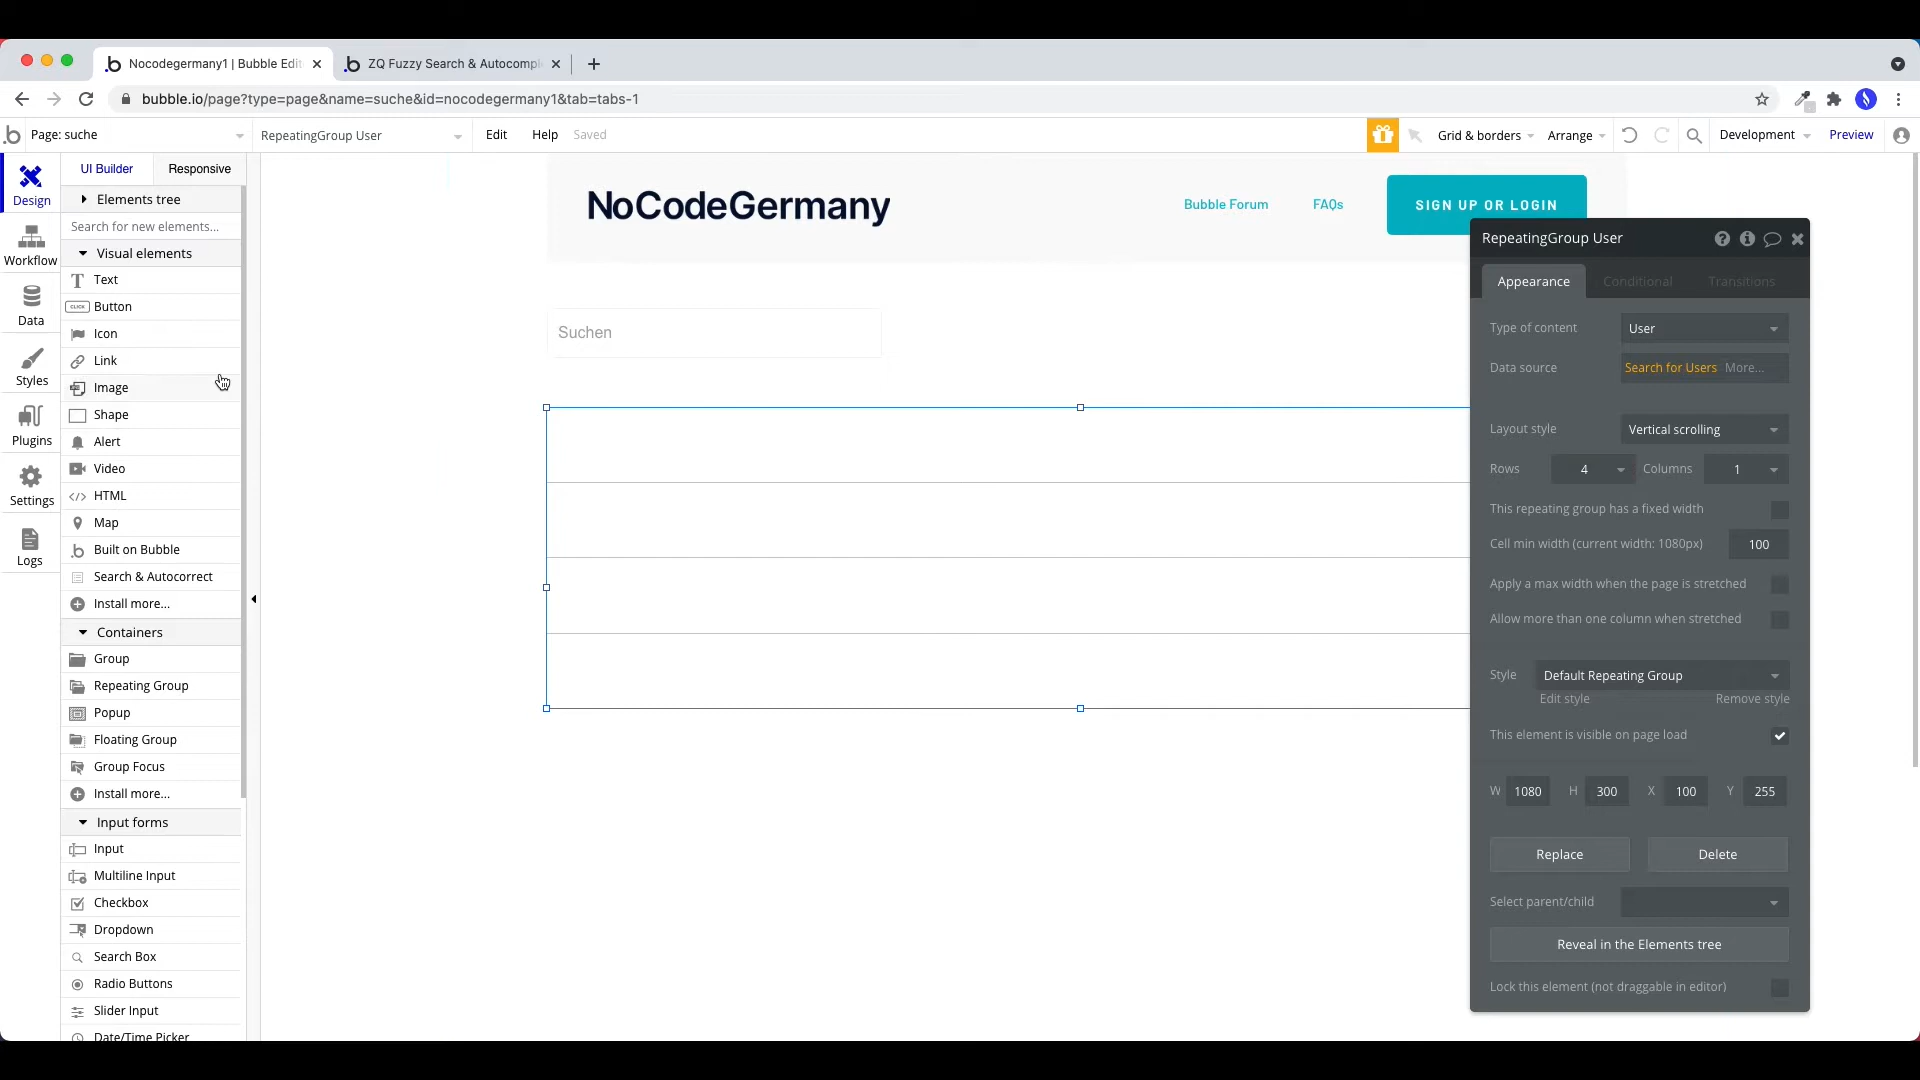 Nocodegermany1 | Bubble Edit
ZQ Fuzzy Search & Autocompl
bubble.io/page?type=page&name=suche&id=nocodegermany1&tab=tabs-1
Page: suche
RepeatingGroup User
Edit
Help
Saved
Grid & borders
Arrange
Development
Preview
Design
Workflow
Data
Styles
Plugins
Settings
Logs
UI Builder
Responsive
Elements tree
Search for new elements...
Visual elements
Text
CLICK Button
Icon
Link
Image
Shape
Alert
Video
HTML
Map
Built on Bubble
Search & Autocorrect
Install more...
Containers
Group
Repeating Group
Popup
Floating Group
Group Focus
Install more...
Input forms
Input
Multiline Input
Checkbox
Dropdown
Search Box
Radio Buttons
Slider Input
Date/Time Picker
NoCodeGermany
Bubble Forum
FAQs
SIGN UP OR LOGIN
Suchen
RepeatingGroup User
Appearance
Conditional
Transitions
Type of content
User
Data source
Search for Users More...
Layout style
Vertical scrolling
Rows
4
Columns
1
This repeating group has a fixed width
Cell min width (current width: 1080px)
100
Apply a max width when the page is stretched
Allow more than one column when stretched
Style
Default Repeating Group
Edit style
Remove style
This element is visible on page load
W 1080 H 300 X 100 Y 255
Replace
Delete
Select parent/child
Reveal in the Elements tree
Lock this element (not draggable in editor)